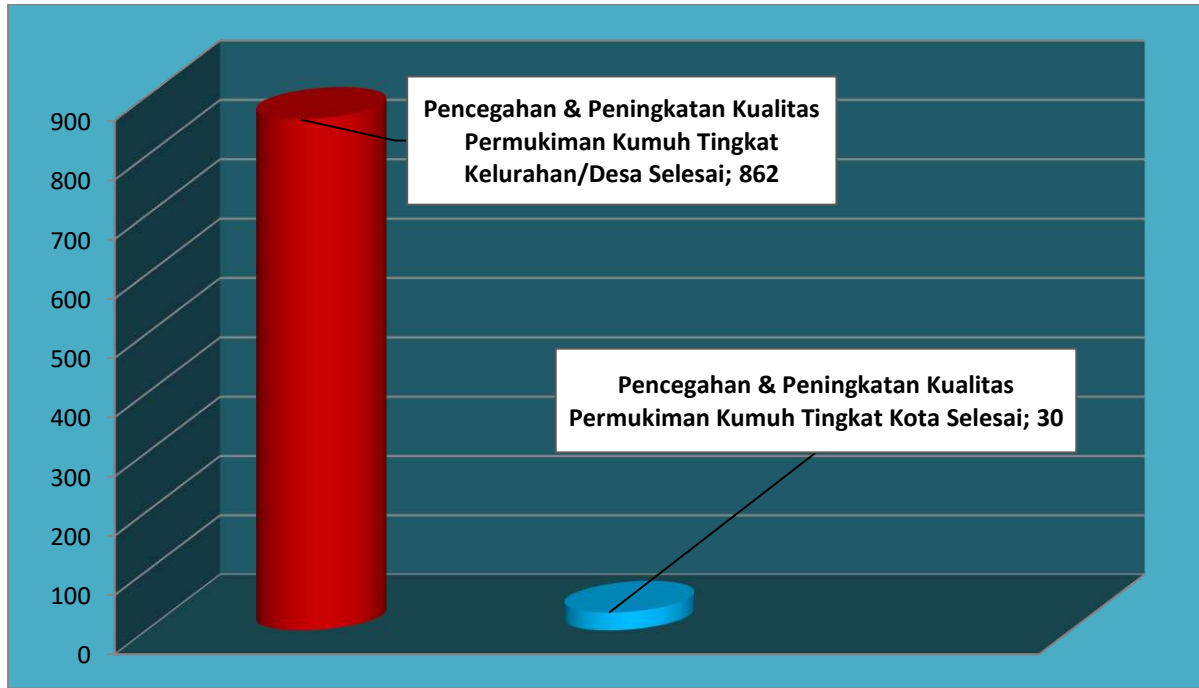 Pencegahan & Peningkatan Kualitas
Permukiman Kumuh Tingkat
Kelurahan/Desa Selesai; 862
900
800
700
600
500
400
300
200
100
0
Pencegahan & Peningkatan Kualitas
Permukiman Kumuh Tingkat Kota Selesai; 30